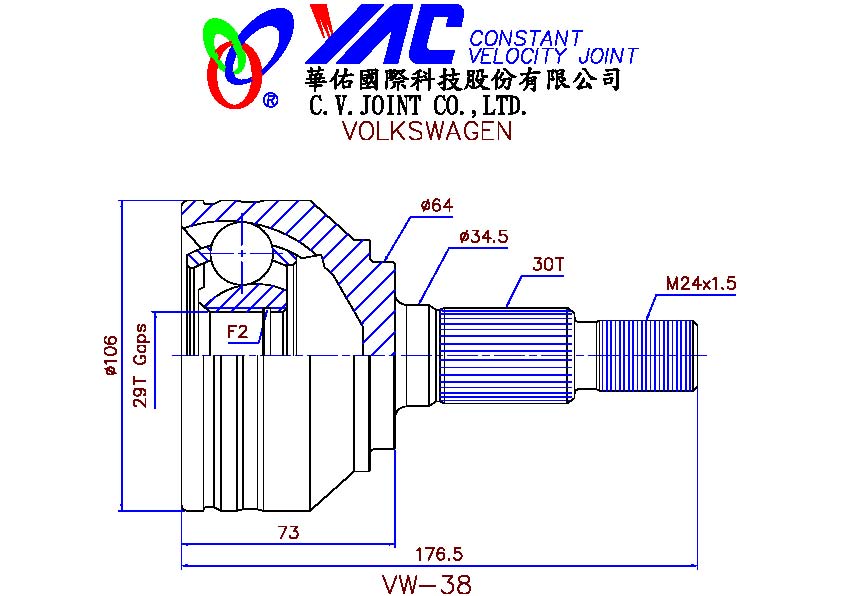 YAC CONSTANT
VELOCITY JOINT
®
華佑國際科技股份有限公司
C.V.JOINT CO.,LTD.
VOLKSWAGEN
ø64
ø34.5
30T
M24x1.5
F2
ø106
29T Gaps
73
176.5
VW-38